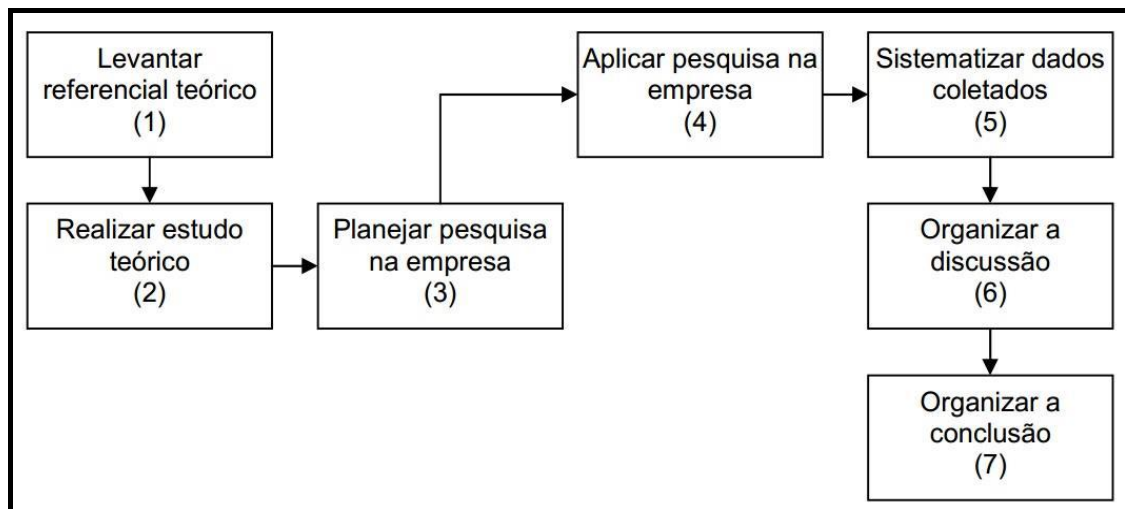 Levantar
referencial teórico
(1)
Realizar estudo
teórico
(2)
Planejar pesquisa
na empresa
(3)
Aplicar pesquisa na
empresa
(4)
Sistematizar dados
coletados
(5)
Organizar a
discussão
(6)
Organizar a
conclusão
(7)